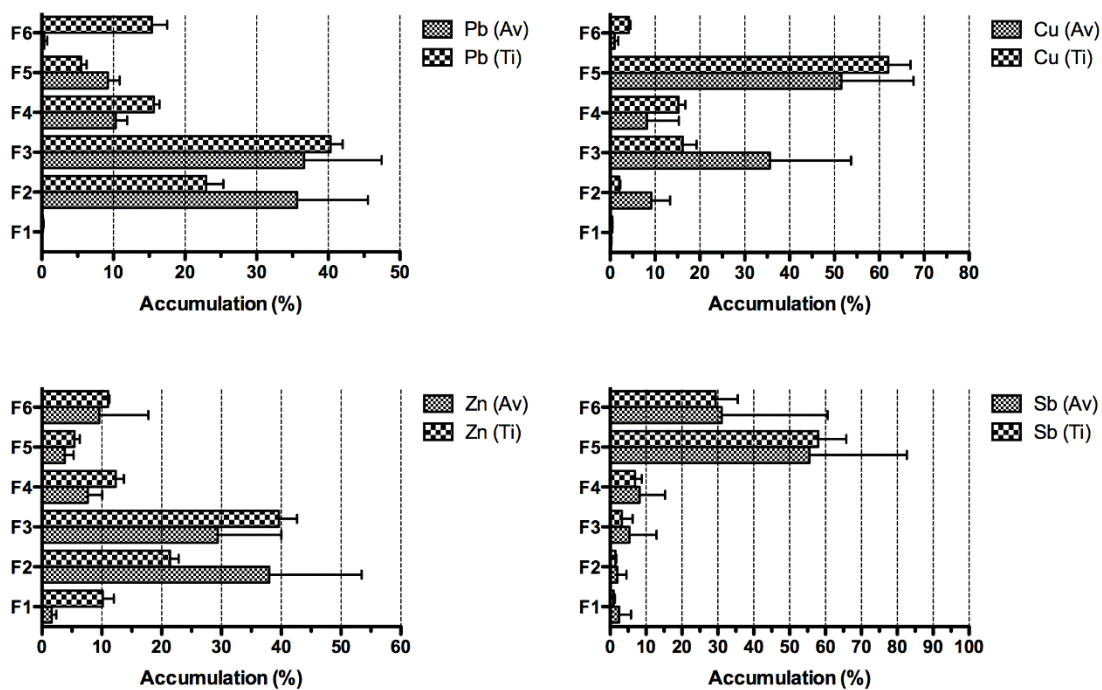 F6
F5
F4
F3
F2
F1
0 10 20 30 40 50
Accumulation (%)
Pb (Av)
Pb (Ti)
F6
F5
F4
F3
F2
F1
0 10 20 30 40 50 60 70 80
Accumulation (%)
Cu (Av)
Cu (Ti)
F6
F5
F4
F3
F2
F1
0 10 20 30 40 50 60
Accumulation (%)
Zn (Av)
Zn (Ti)
F6
F5
F4
F3
F2
F1
0 10 20 30 40 50 60 70 80 90 100
Accumulation (%)
Sb (Av)
Sb (Ti)